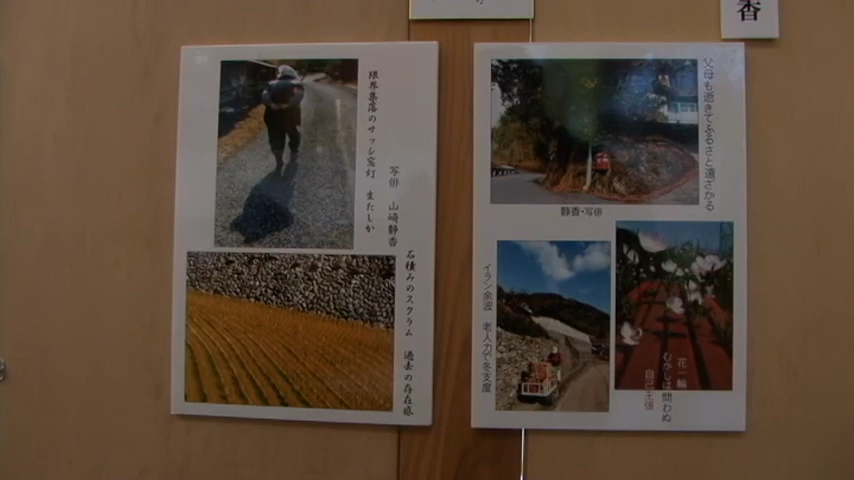 香
限界集落のサッシ窓灯 またしか
写俳 山崎静香
石積みのスクラム 過去の存在痕
父母も逝きてふるさと遠ざかる
静香・写俳
イラン余波 老人力で冬支度
花一輪
むかしは問わぬ
自己主張